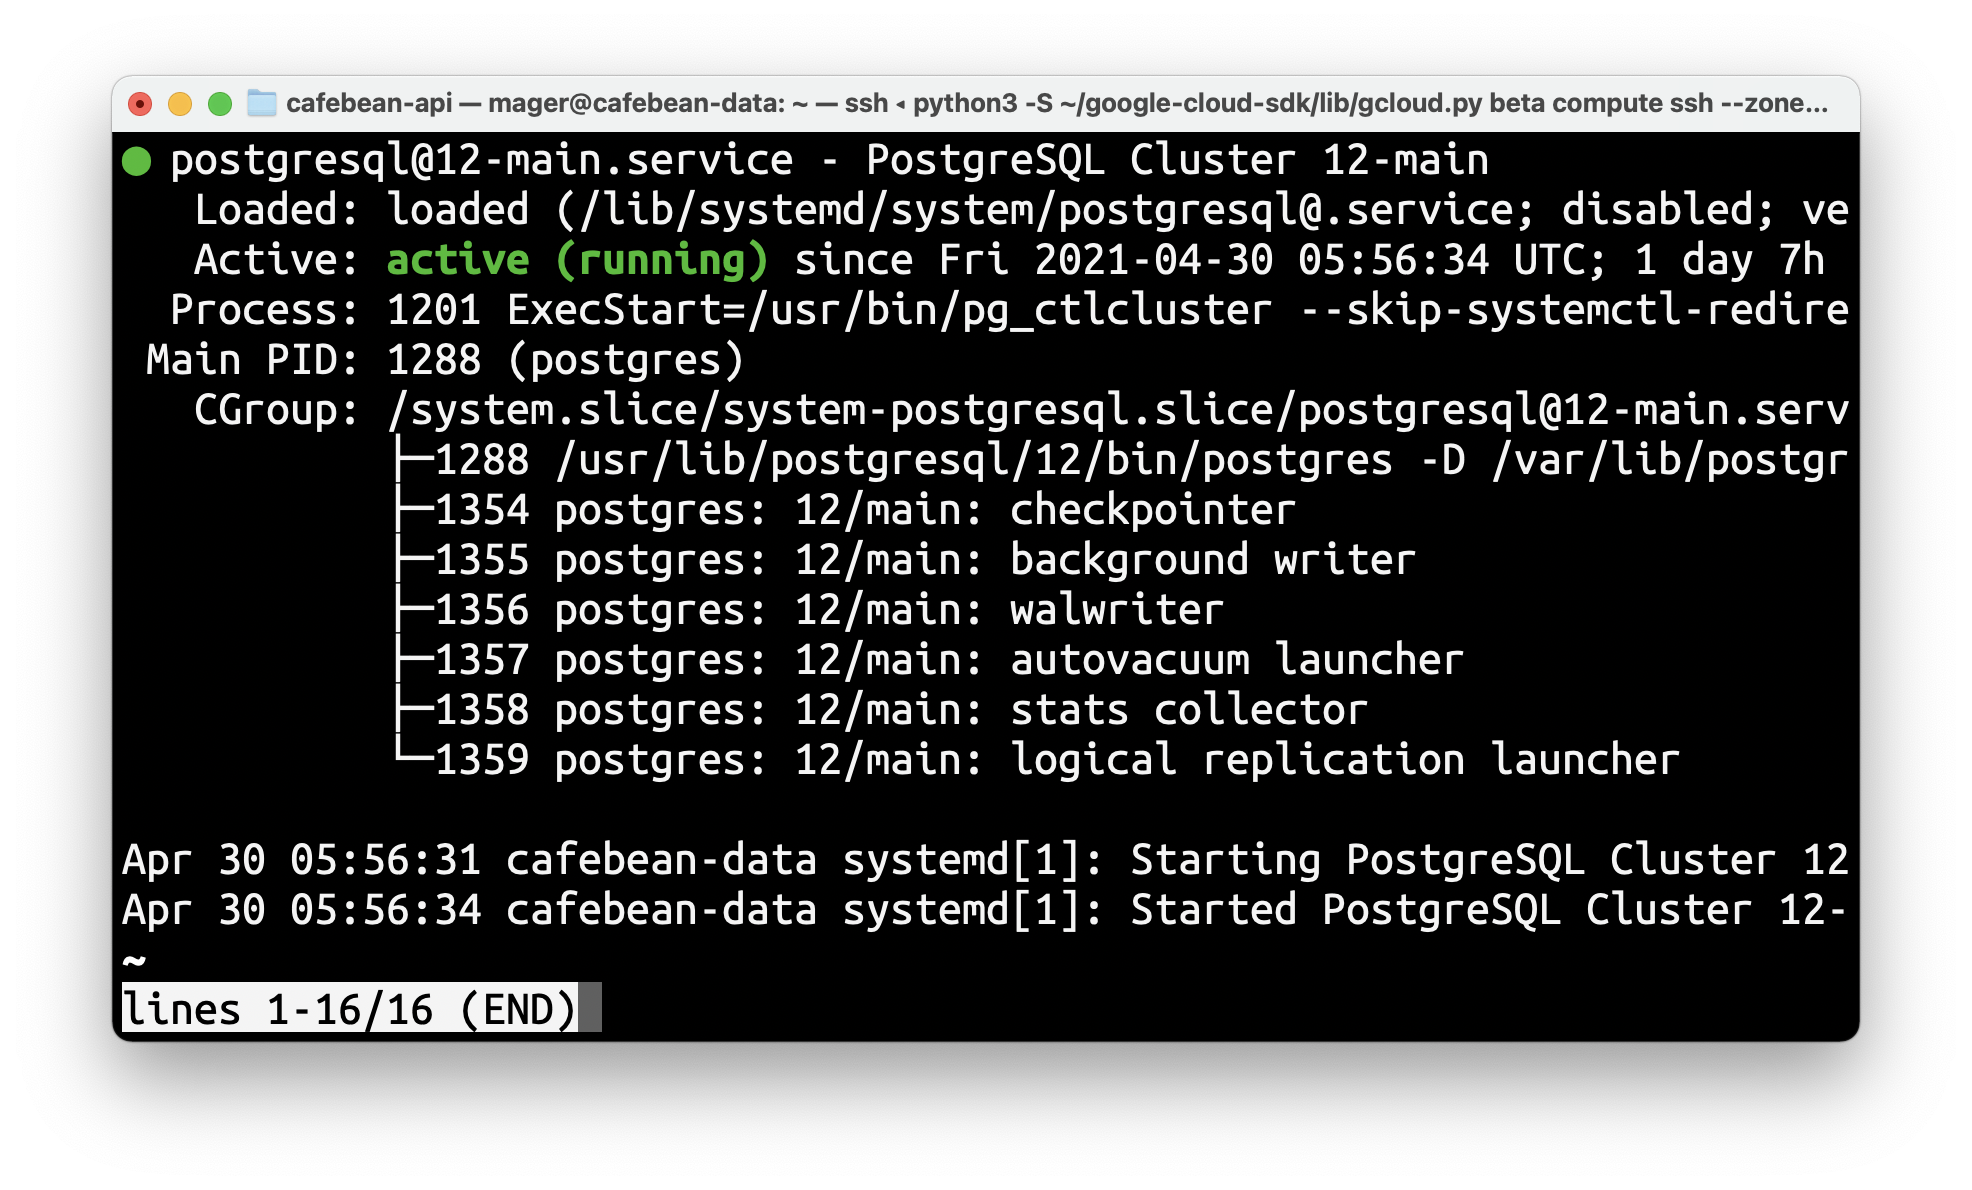 cafebean-api — mager@cafebean-data: ~ — ssh ◂ python3 -S ~/google-cloud-sdk/lib/gcloud.py beta compute ssh --zone...
● postgresql@12-main.service - PostgreSQL Cluster 12-main
   Loaded: loaded (/lib/systemd/system/postgresql@.service; disabled; ve
   Active: active (running) since Fri 2021-04-30 05:56:34 UTC; 1 day 7h
  Process: 1201 ExecStart=/usr/bin/pg_ctlcluster --skip-systemctl-redire
 Main PID: 1288 (postgres)
   CGroup: /system.slice/system-postgresql.slice/postgresql@12-main.serv
           ├─1288 /usr/lib/postgresql/12/bin/postgres -D /var/lib/postgr
           ├─1354 postgres: 12/main: checkpointer
           ├─1355 postgres: 12/main: background writer
           ├─1356 postgres: 12/main: walwriter
           ├─1357 postgres: 12/main: autovacuum launcher
           ├─1358 postgres: 12/main: stats collector
           └─1359 postgres: 12/main: logical replication launcher
Apr 30 05:56:31 cafebean-data systemd[1]: Starting PostgreSQL Cluster 12
Apr 30 05:56:34 cafebean-data systemd[1]: Started PostgreSQL Cluster 12-
~
lines 1-16/16 (END)